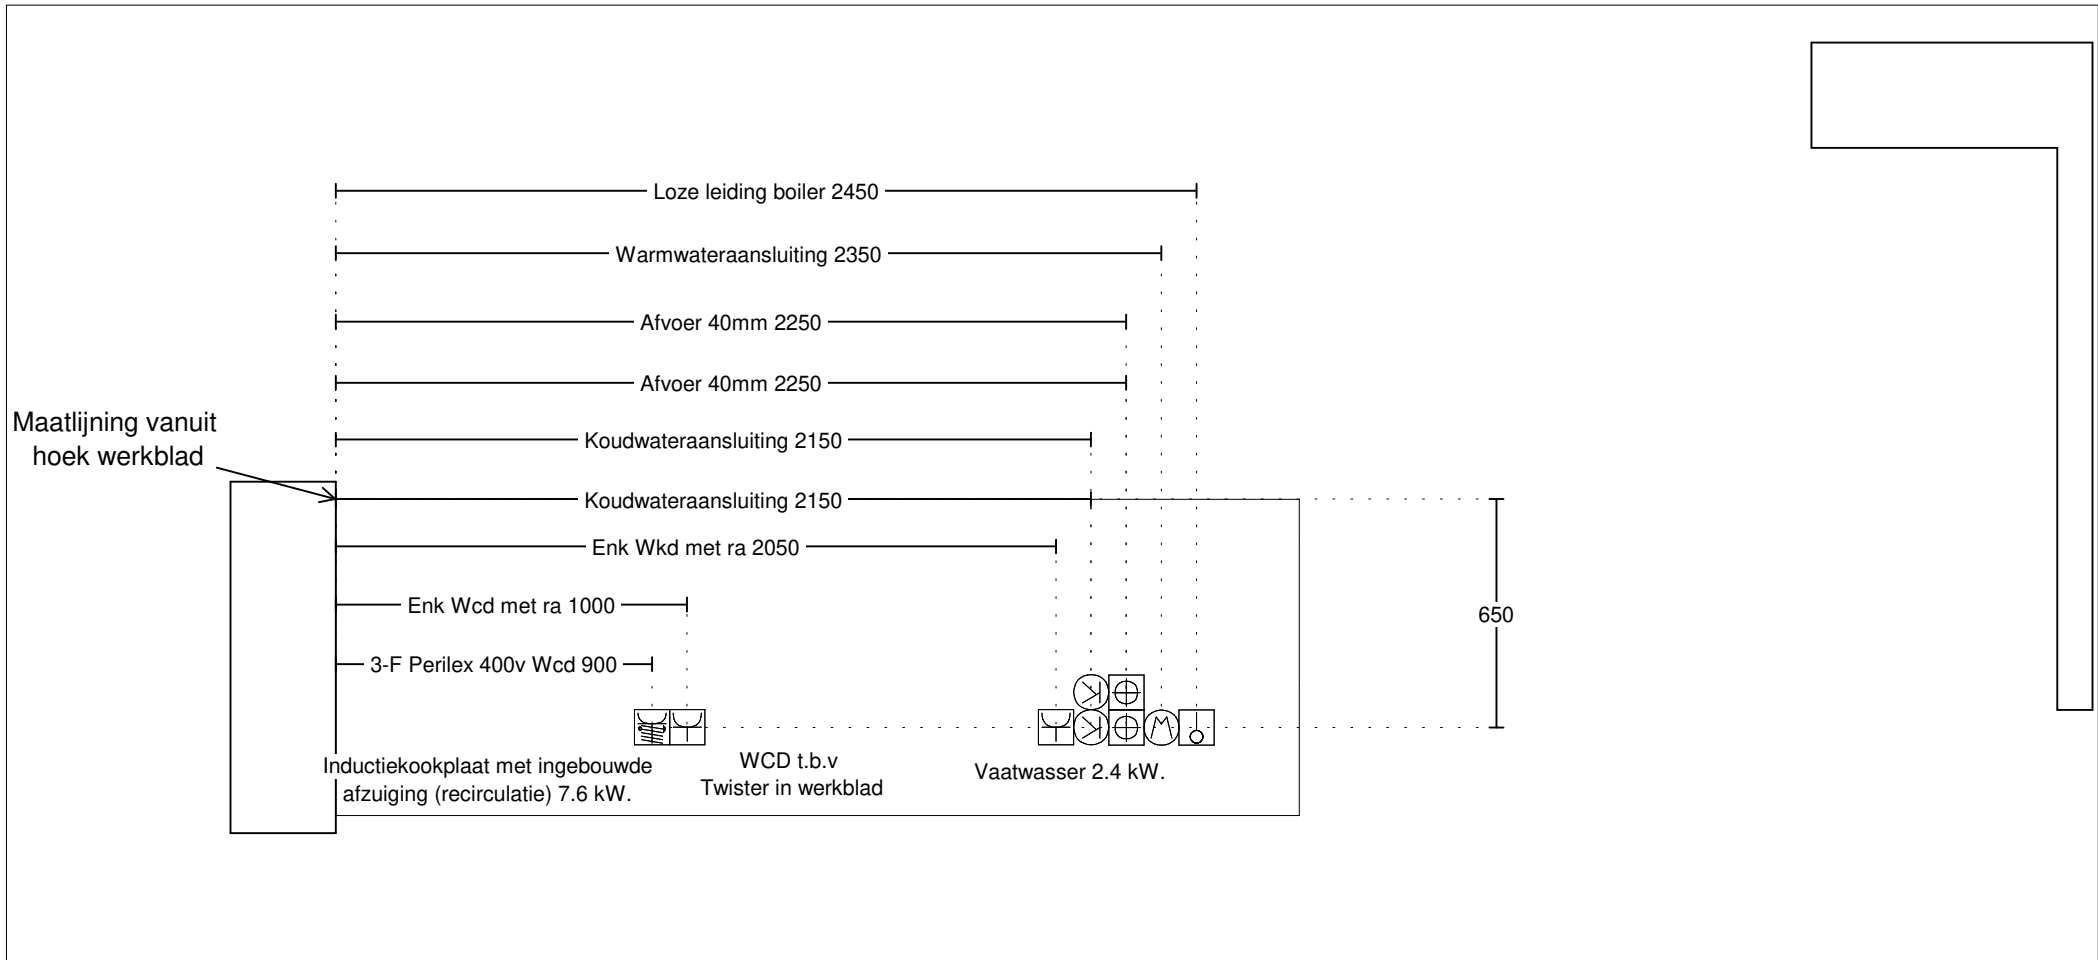 Loze leiding boiler 2450
Warmwateraansluiting 2350
Afvoer 40mm 2250
Afvoer 40mm 2250
Maatlijning vanuit
hoek werkblad
Koudwateraansluiting 2150
Koudwateraansluiting 2150
Enk Wkd met ra 2050
Enk Wcd met ra 1000
650
3-F Perilex 400v Wcd 900
Inductiekookplaat met ingebouwde
afzuiging (recirculatie) 7.6 kW.
WCD t.b.v
Twister in werkblad
Vaatwasser 2.4 kW.